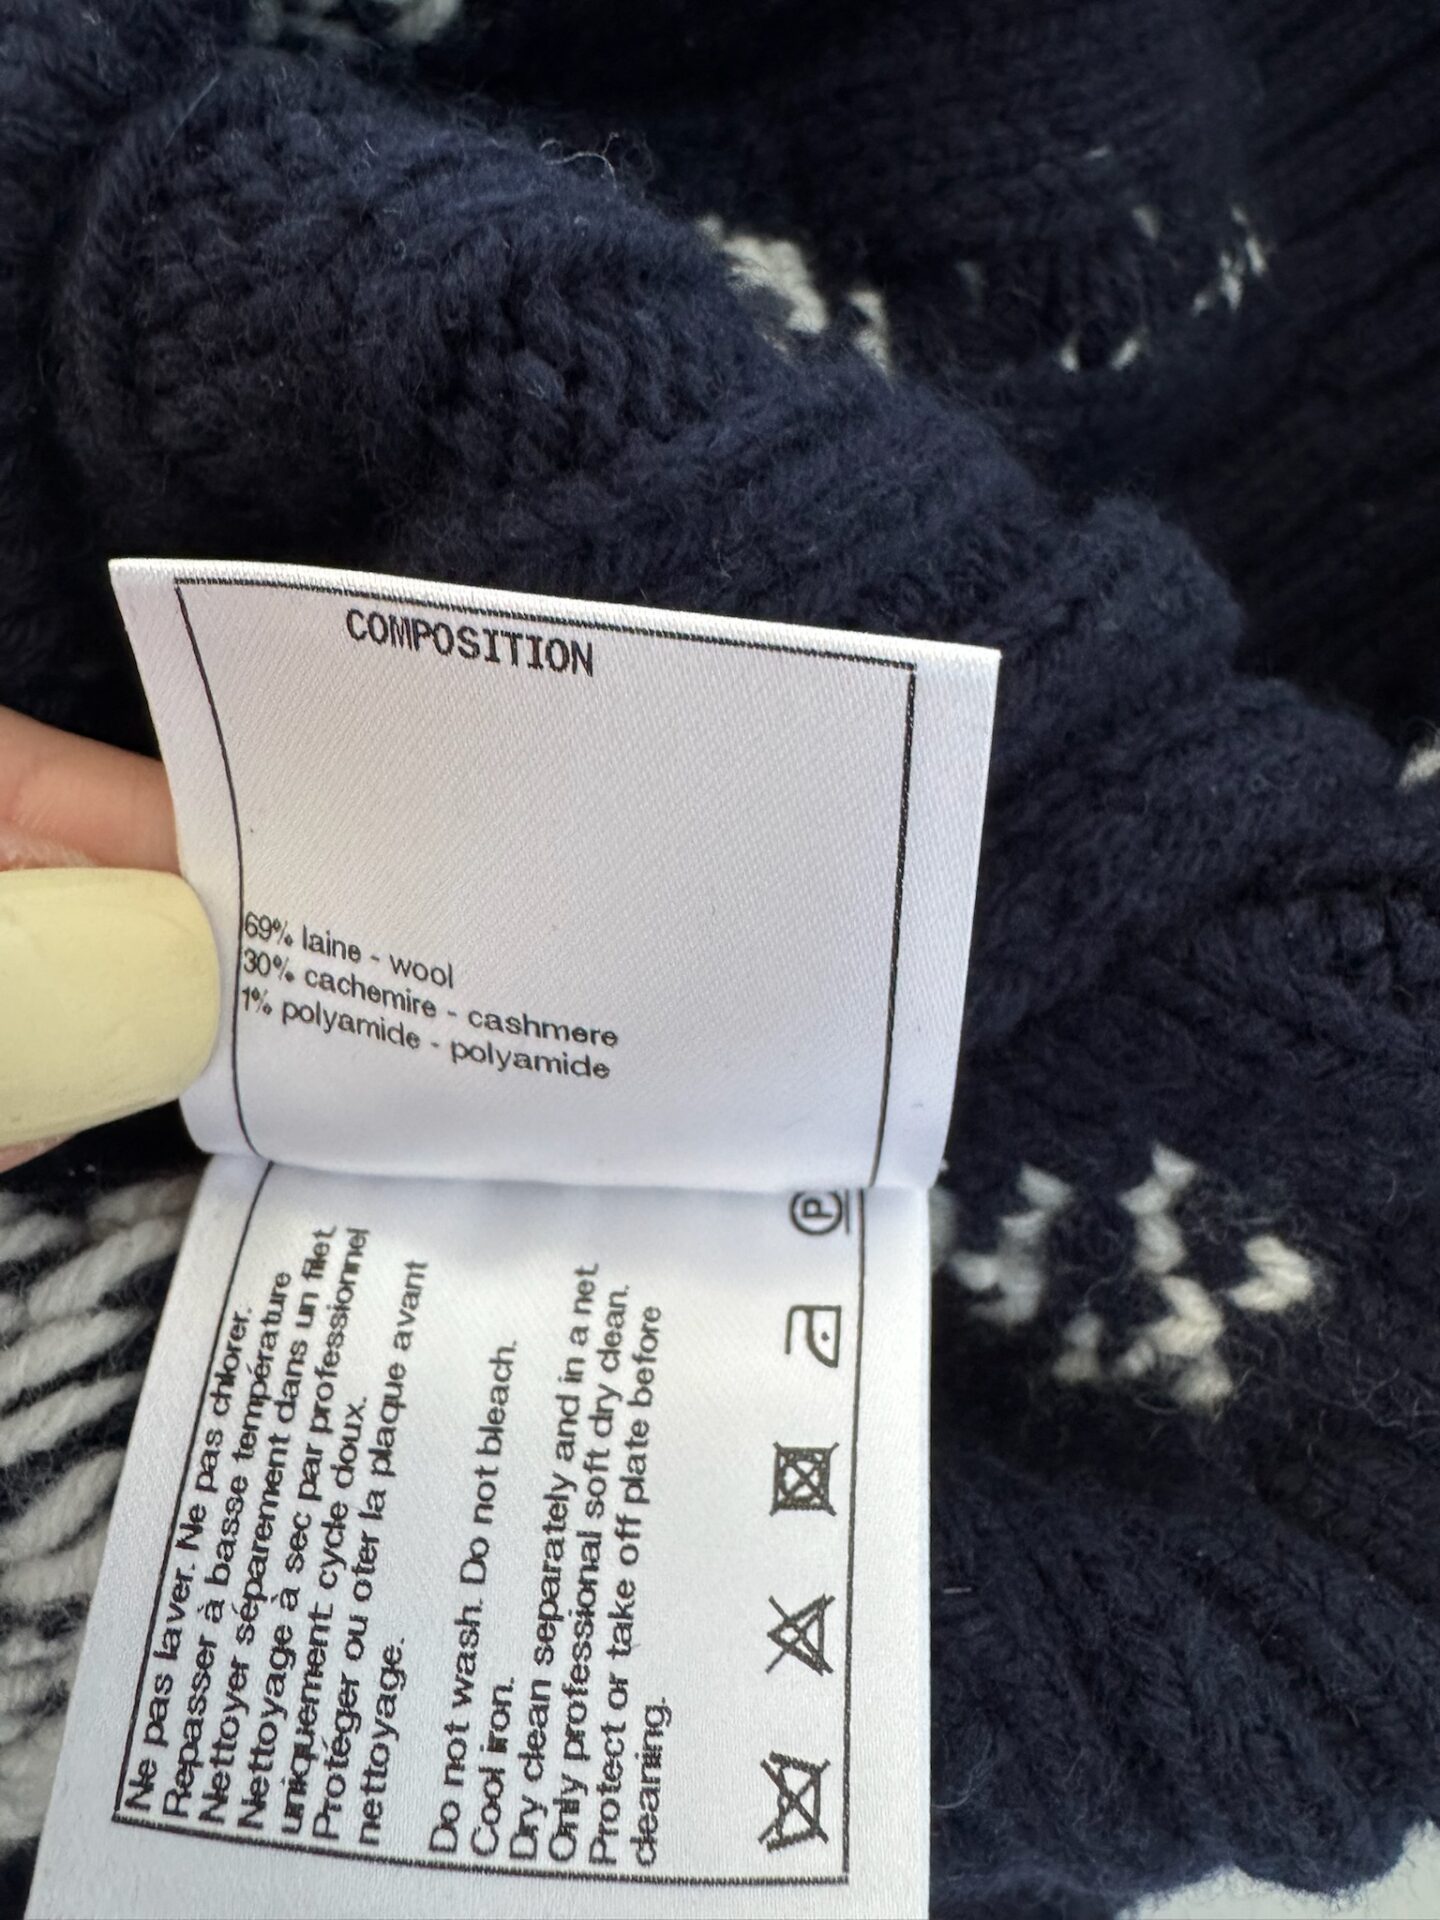 COMPOSITION
69% laine - wool
30% cachemire - cashmere
1% polyamide - polyamide
Ne pas laver. Ne pas chlorer.
Repasser à basse température
Nettoyer séparement dans un filet
Nettoyage à sec par professionnel
uniquement cycle doux.
Protéger ou oter la plaque avant
nettoyage.
Do not wash. Do not bleach.
Cool iron.
Dry clean separately and in a net
Only professional soft dry clean.
Protect or take off plate before
cleaning.
P